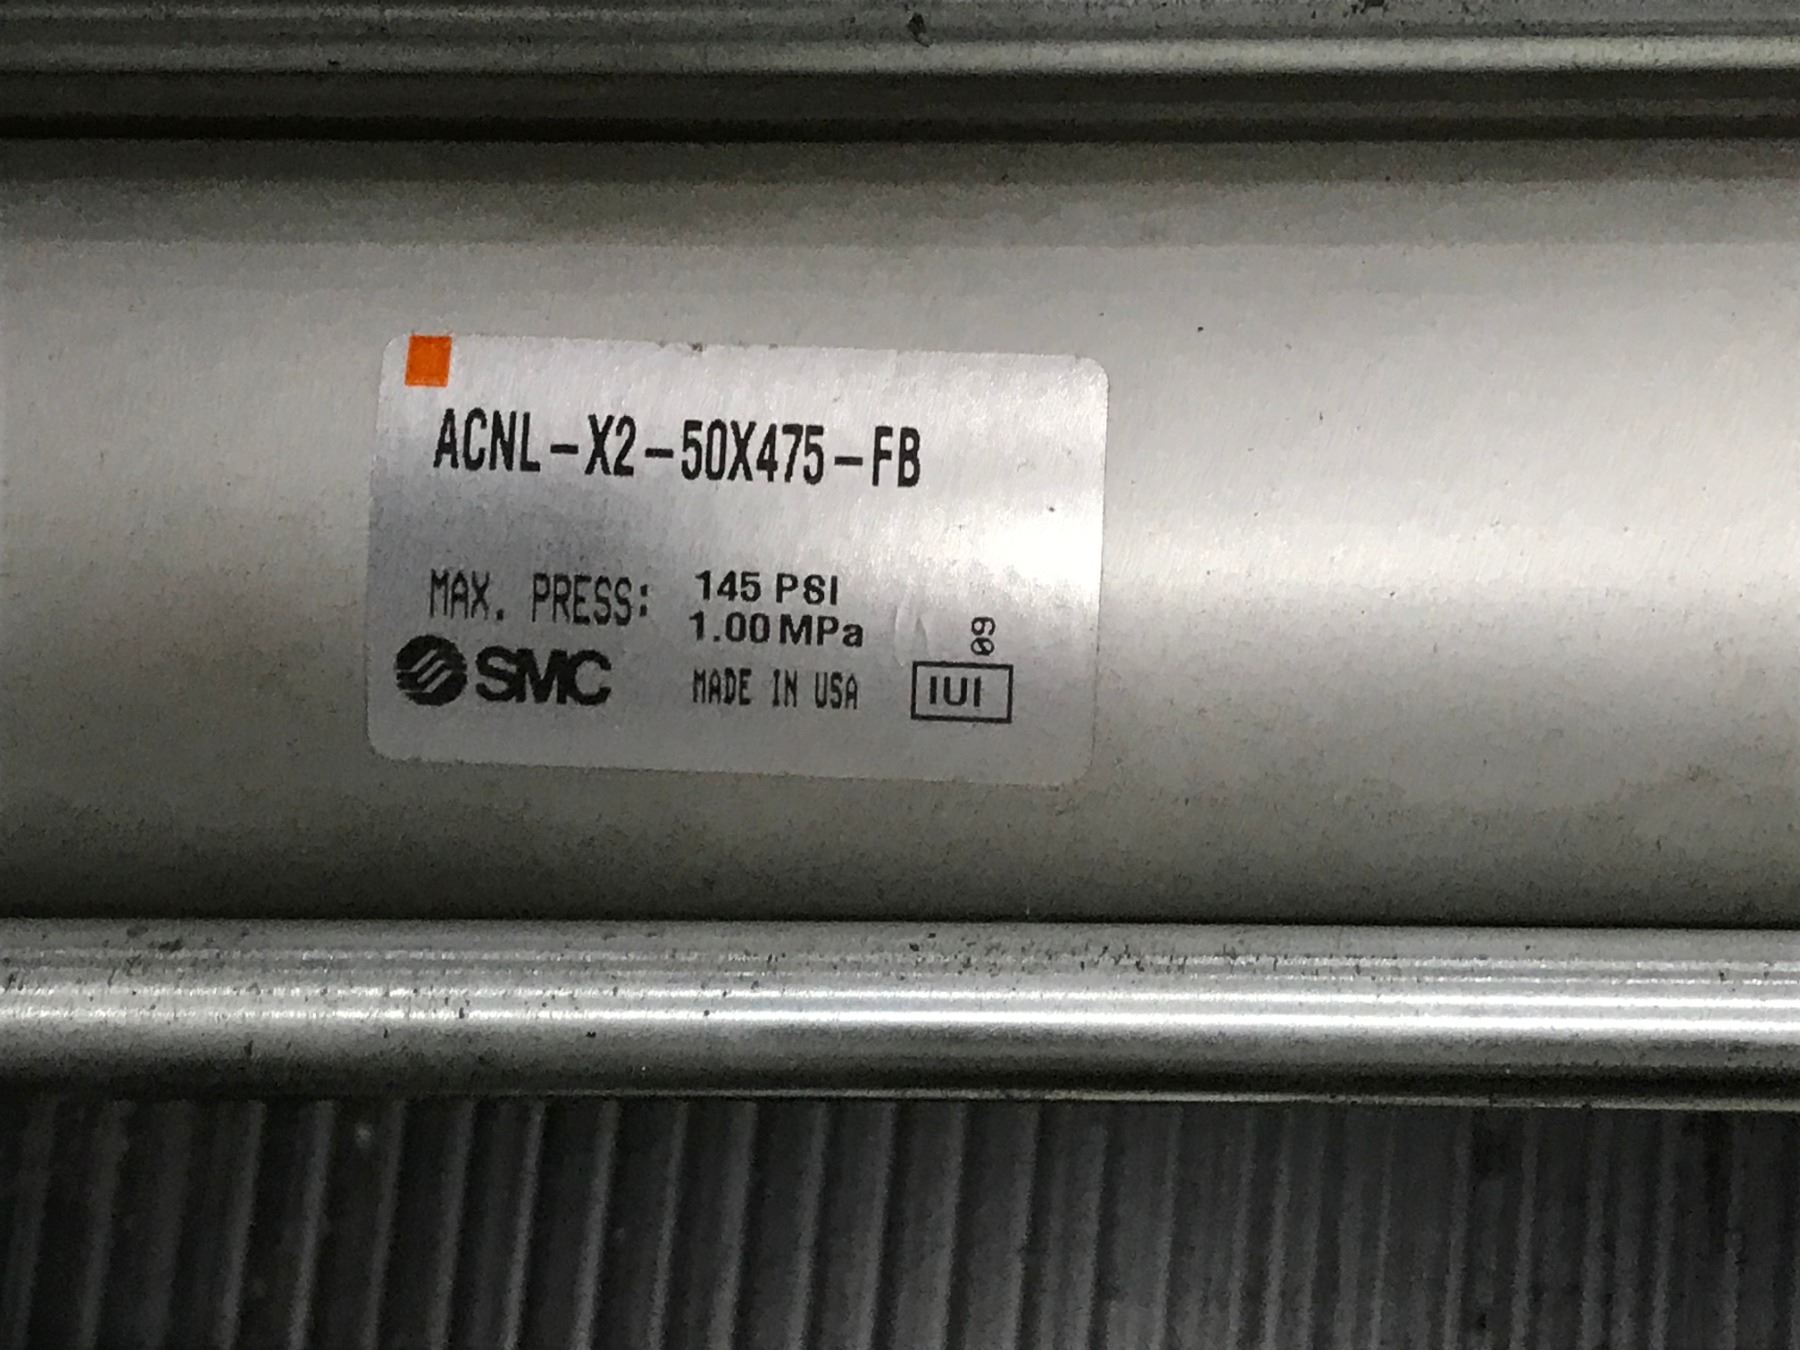 ACNL-X2-50X475-FB
MAX. PRESS: 145 PSI
1.00 MPa
SMC MADE IN USA IUI
09